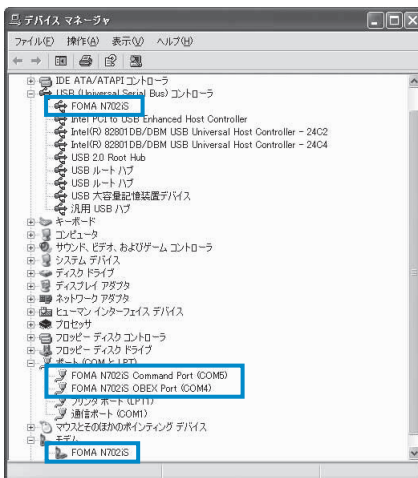 デバイス マネージャ
ファイル(F) 操作(A) 表示(V) ヘルプ(H)
IDE ATA/ATAPI コントローラ
USB (Universal Serial Bus) コントローラ
FOMA N702iS
Intel PCI to USB Enhanced Host Controller
Intel(R) 82801DB/DBM USB Universal Host Controller - 24C2
Intel(R) 82801DB/DBM USB Universal Host Controller - 24C4
USB 2.0 Root Hub
USB ルート ハブ
USB ルート ハブ
USB 大容量記憶装置デバイス
汎用 USB ハブ
キーボード
コンピュータ
サウンド、ビデオ、およびゲーム コントローラ
システム デバイス
ディスク ドライブ
ディスプレイ アダプタ
ネットワーク アダプタ
ヒューマン インターフェイス デバイス
プロセッサ
フロッピー ディスク コントローラ
フロッピー ディスク ドライブ
ポート (COM と LPT)
FOMA N702iS Command Port (COM5)
FOMA N702iS OBEX Port (COM4)
プリンタ ポート (LPT1)
通信ポート (COM1)
マウスとそのほかのポインティング デバイス
モデム
FOMA N702iS